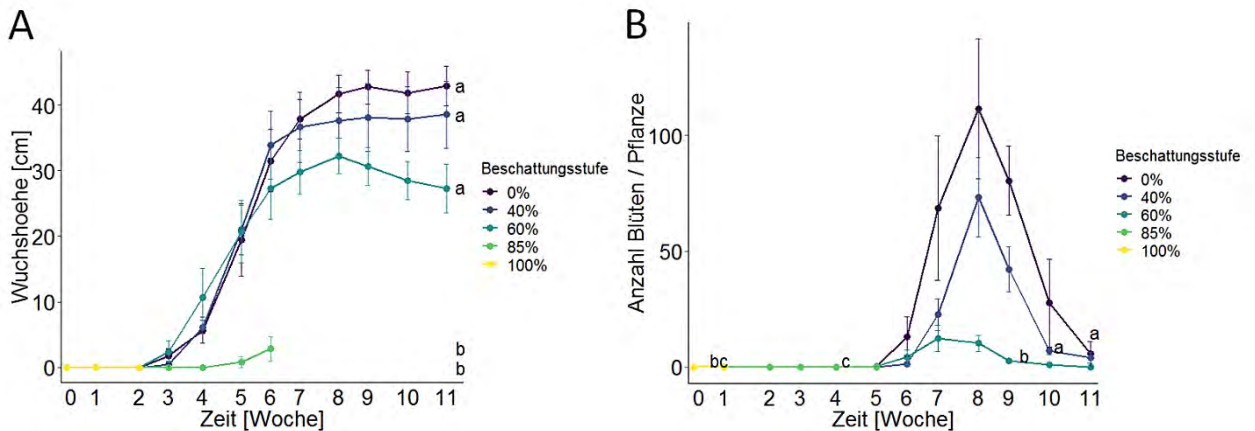 A
Wuchshoehe [cm]
40
30
20
10
0
a
a
a
b
b
0 1 2 3 4 5 6 7 8 9 10 11
Zeit [Woche]
Beschattungsstufe
0%
40%
60%
85%
100%
B
Anzahl Blüten / Pflanze
100
50
0
bc
c
b
a
a
0 1 2 3 4 5 6 7 8 9 10 11
Zeit [Woche]
Beschattungsstufe
0%
40%
60%
85%
100%